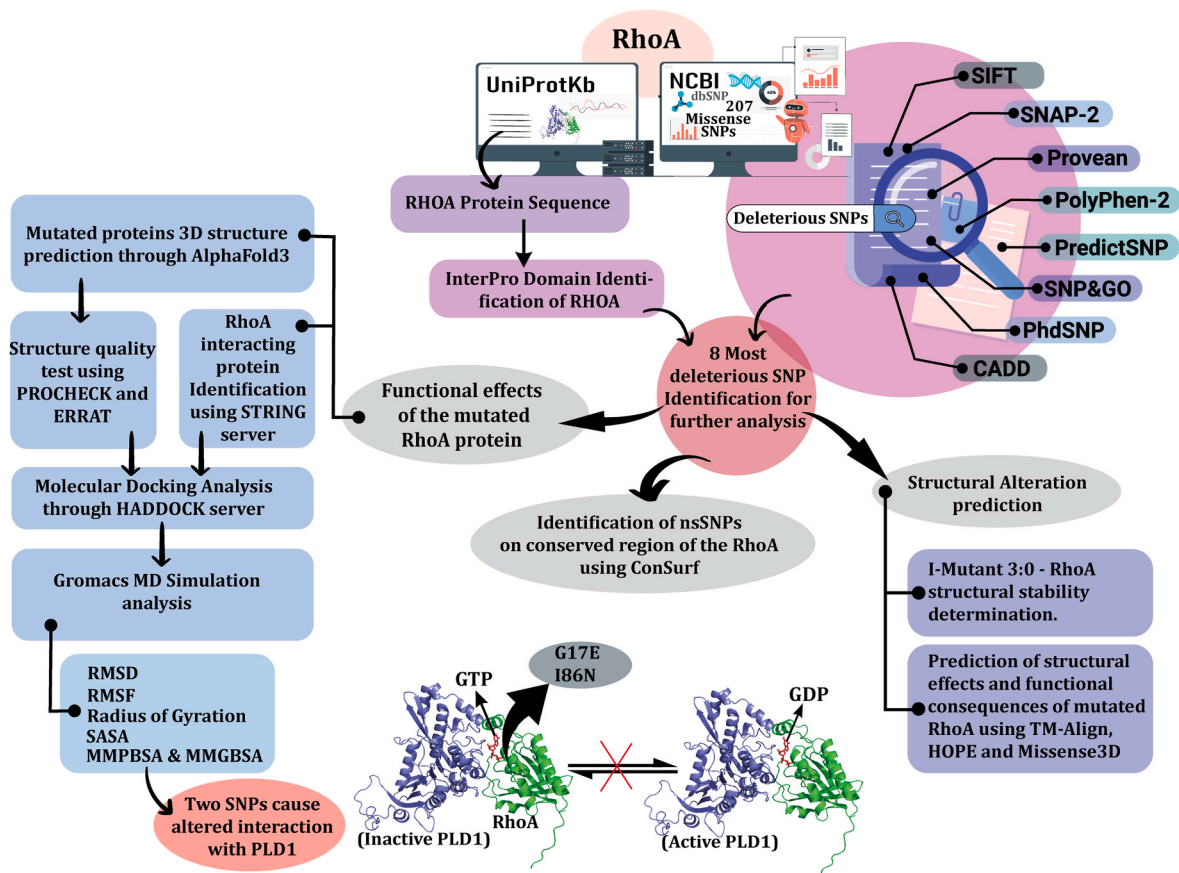 RhoA
UniProtKb
NCBI
dbSNP
207
Missense
SNPs
40%
SIFT
SNAP-2
Provean
PolyPhen-2
PredictSNP
SNP&GO
PhdSNP
CADD
Deleterious SNPs
RHOA Protein Sequence
InterPro Domain Identi-
fication of RHOA
8 Most
deleterious SNP
Identification for
further analysis
Mutated proteins 3D structure
prediction through AlphaFold3
Structure quality
test using
PROCHECK and
ERRAT
RhoA
interacting
protein
Identification
using STRING
server
Functional effects
of the mutated
RhoA protein
Molecular Docking Analysis
through HADDOCK server
Gromacs MD Simulation
analysis
RMSD
RMSF
Radius of Gyration
SASA
MMPBSA & MMGBSA
Two SNPs cause
altered interaction
with PLD1
Identification of nsSNPs
on conserved region of the RhoA
using ConSurf
Structural Alteration
prediction
I-Mutant 3:0 - RhoA
structural stability
determination.
Prediction of structural
effects and functional
consequences of mutated
RhoA using TM-Align,
HOPE and Missense3D
G17E
I86N
GTP
RhoA
(Inactive PLD1)
GDP
(Active PLD1)